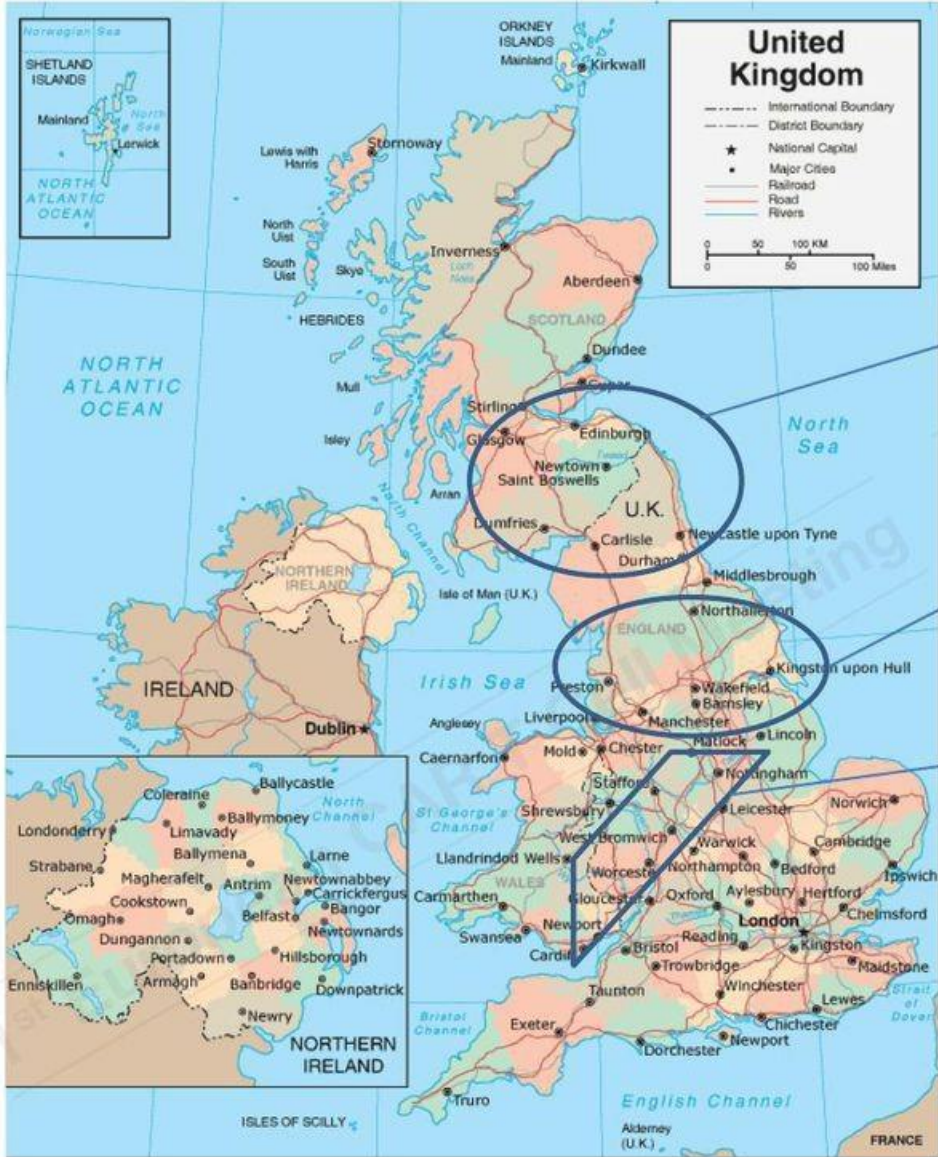 Norwegian Sea
SHETLAND
ISLANDS
Mainland
North
Sea
Lerwick
NORTH
ATLANTIC
OCEAN
ORKNEY
ISLANDS
Mainland
Kirkwall
United
Kingdom
International Boundary
District Boundary
National Capital
Major Cities
Railroad
Road
Rivers
0 50 100 KM
0 50 100 Miles
Lewis with
Harris
Stornoway
North
Uist
South
Uist
Skye
HEBRIDES
Inverness
Loch
Ness
Aberdeen
SCOTLAND
NORTH
ATLANTIC
OCEAN
Mull
Dundee
Cupar
Stirling
Glasgow
Edinburgh
Islay
Arran
Tweed
Newtown
Saint Boswells
North
Sea
U.K.
North Channel
Dumfries
Carlisle
Newcastle upon Tyne
Durham
Middlesbrough
NORTHERN
IRELAND
Isle of Man (U.K.)
Northallerton
ENGLAND
IRELAND
Irish Sea
Preston
Kingston upon Hull
Wakefield
Barnsley
Dublin
Anglesey
Liverpool
Manchester
Lincoln
Caernarfon
Mold
Chester
Matlock
Stafford
Nottingham
St George's
Channel
Shrewsbury
Leicester
Norwich
West Bromwich
Warwick
Cambridge
Llandrindod Wells
Northampton
Bedford
Ipswich
WALES
Worcester
Carmarthen
Gloucester
Oxford
Aylesbury
Hertford
Chelmsford
London
Swansea
Newport
Reading
Kingston
Cardiff
Bristol
Trowbridge
Maidstone
Winchester
Taunton
Lewes
Strait
of
Dover
Bristol
Channel
Exeter
Chichester
Newport
Dorchester
Truro
ISLES OF SCILLY
English Channel
Alderney
(U.K.)
FRANCE
Ballycastle
Coleraine
North
Channel
Ballymoney
Londonderry
Limavady
Strabane
Ballymena
Larne
Magherafelt
Antrim
Newtownabbey
Carrickfergus
Cookstown
Bangor
Omagh
Belfast
Newtownards
Dungannon
Hillsborough
Portadown
Enniskillen
Armagh
Banbridge
Downpatrick
Newry
NORTHERN
IRELAND